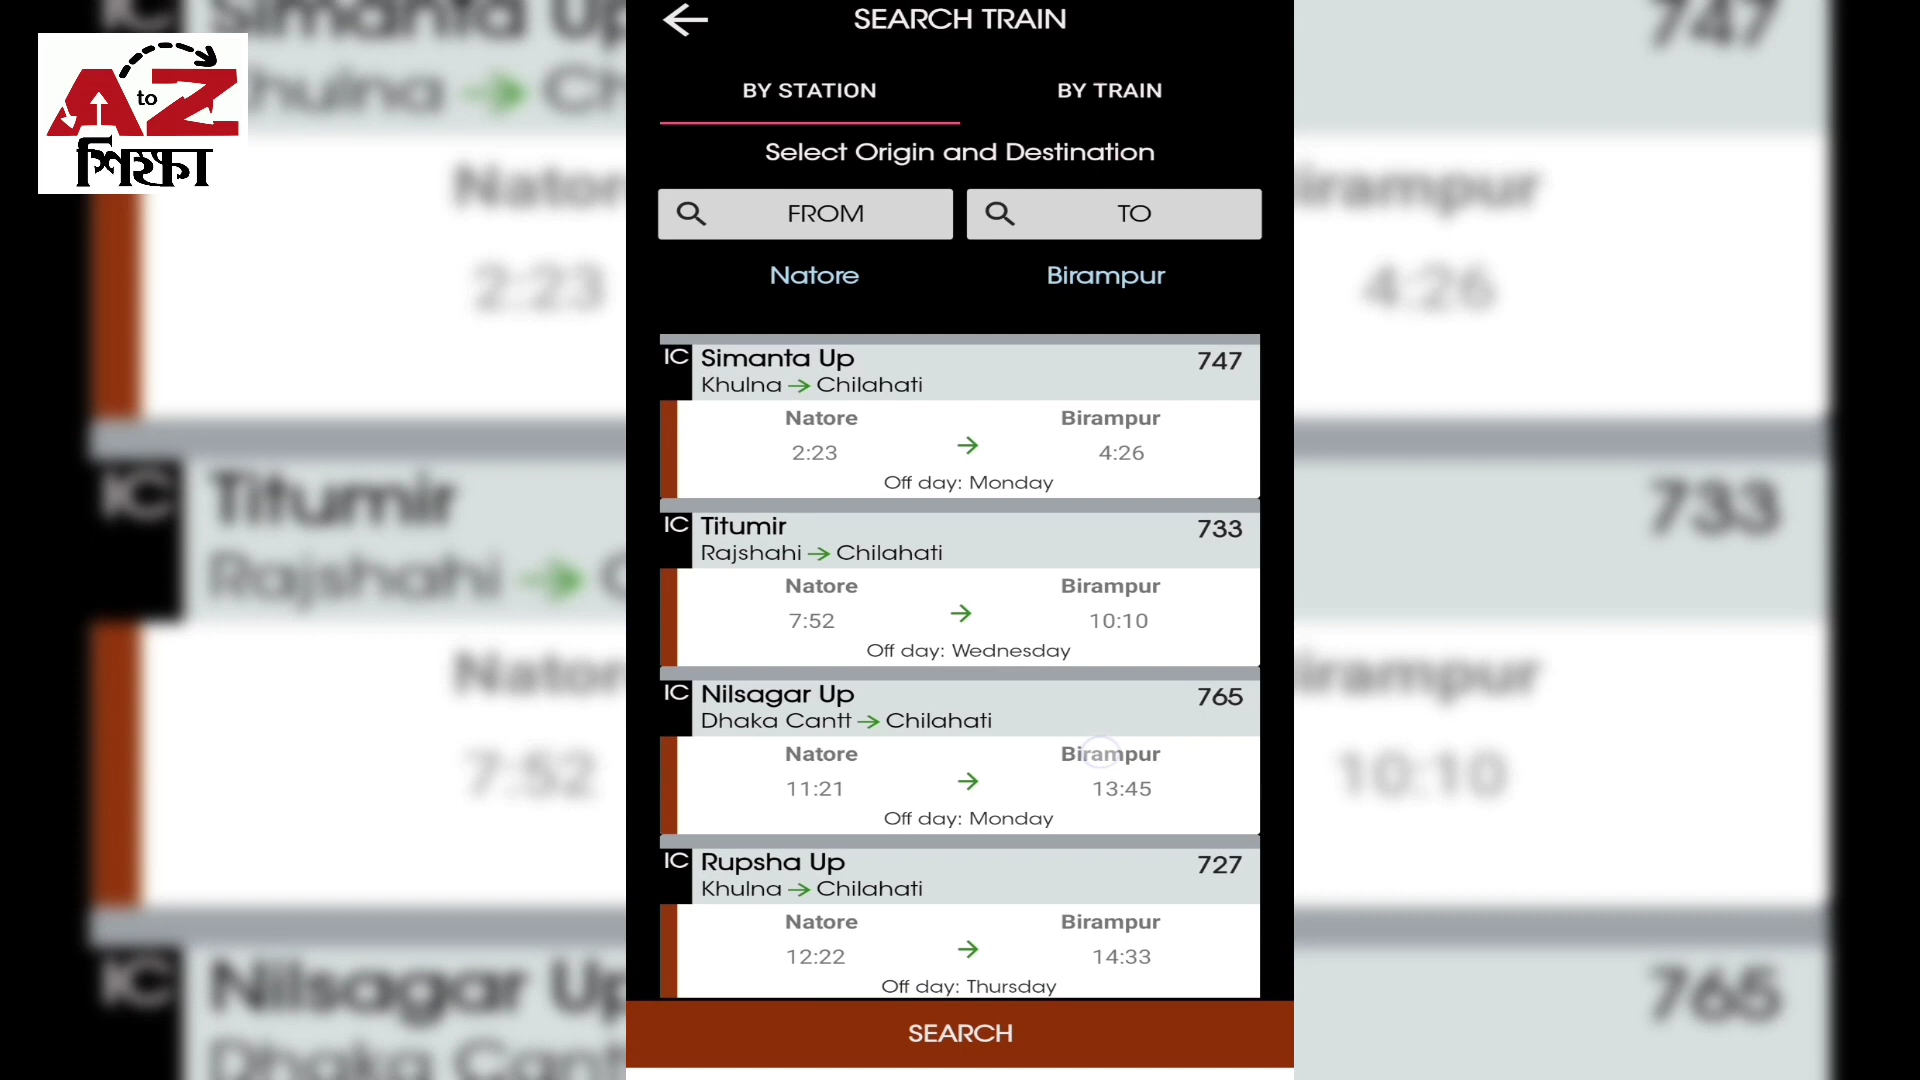 A to Z
শিক্ষা
SEARCH TRAIN
BY STATION
BY TRAIN
Select Origin and Destination
FROM
TO
Natore
Birampur
IC
Simanta Up
747
Khulna → Chilahati
Natore
Birampur
2:23
→
4:26
Off day: Monday
IC
Titumir
733
Rajshahi → Chilahati
Natore
Birampur
7:52
→
10:10
Off day: Wednesday
IC
Nilsagar Up
765
Dhaka Cantt → Chilahati
Natore
Birampur
11:21
→
13:45
Off day: Monday
IC
Rupsha Up
727
Khulna → Chilahati
Natore
Birampur
12:22
→
14:33
Off day: Thursday
SEARCH